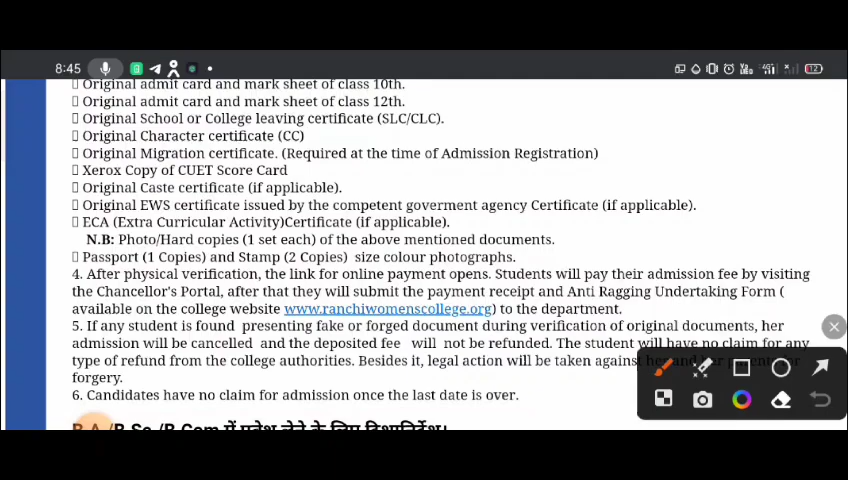 8:45
Original admit card and mark sheet of class 10th.
Original admit card and mark sheet of class 12th.
Original School or College leaving certificate (SLC/CLC).
Original Character certificate (CC)
Original Migration certificate. (Required at the time of Admission Registration)
Xerox Copy of CUET Score Card
Original Caste certificate (if applicable).
Original EWS certificate issued by the competent goverment agency Certificate (if applicable).
ECA (Extra Curricular Activity)Certificate (if applicable).
N.B: Photo/Hard copies (1 set each) of the above mentioned documents.
Passport (1 Copies) and Stamp (2 Copies) size colour photographs.
4. After physical verification, the link for online payment opens. Students will pay their admission fee by visiting
the Chancellor's Portal, after that they will submit the payment receipt and Anti Ragging Undertaking Form (
available on the college website www.ranchiwomenscollege.org) to the department.
5. If any student is found presenting fake or forged document during verification of original documents, her
admission will be cancelled and the deposited fee will not be refunded. The student will have no claim for any
type of refund from the college authorities. Besides it, legal action will be taken against her and her parents for
forgery.
6. Candidates have no claim for admission once the last date is over.
B.A./B.Sc./B.Com में प्रवेश लेने के लिए